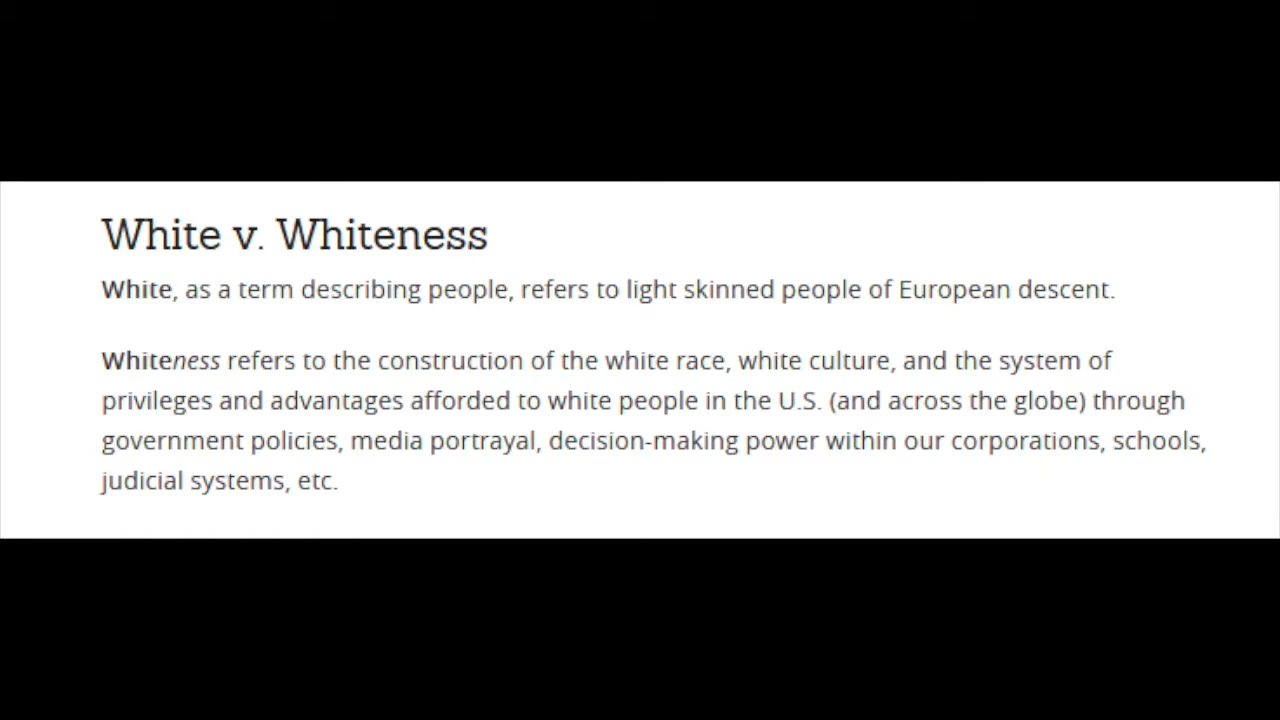 White v. Whiteness
White, as a term describing people, refers to light skinned people of European descent.
Whiteness refers to the construction of the white race, white culture, and the system of
privileges and advantages afforded to white people in the U.S. (and across the globe) through
government policies, media portrayal, decision-making power within our corporations, schools,
judicial systems, etc.